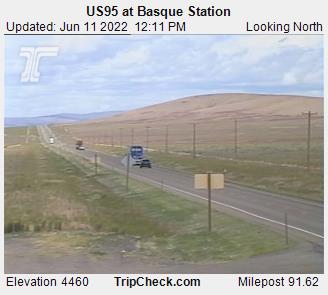 US95 at Basque Station
Updated: Jun 11 2022 12:11 PM Looking North
Elevation 4460 TripCheck.com Milepost 91.62